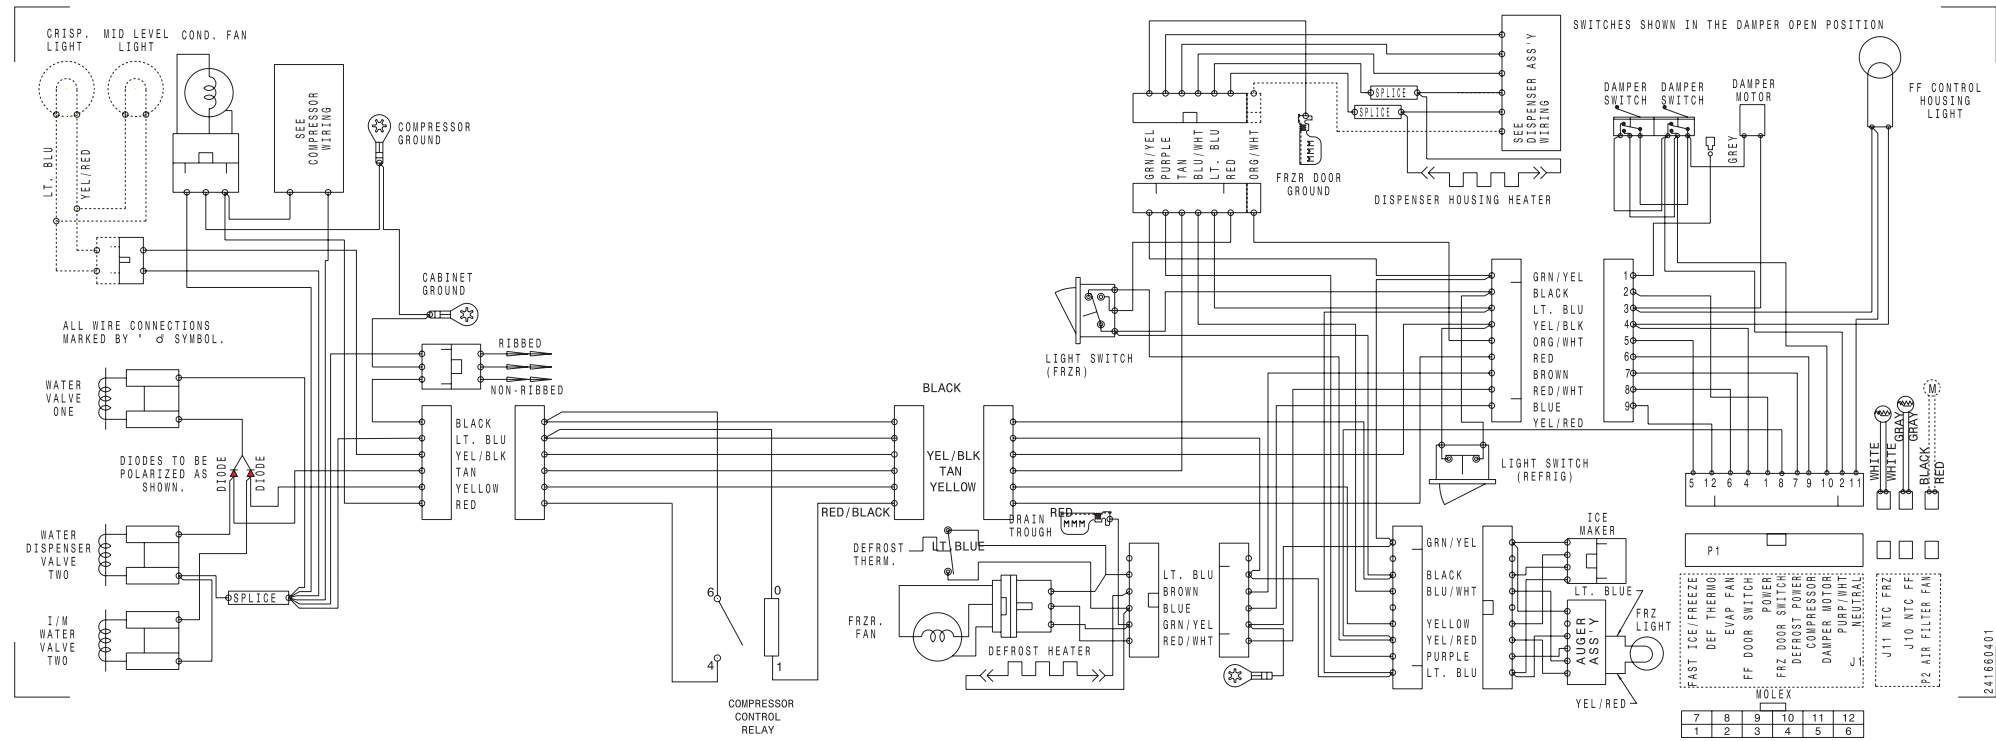 CRISP. LIGHT
MID LEVEL LIGHT
COND. FAN
SEE COMPRESSOR WIRING
COMPRESSOR GROUND
LT. BLU
YEL/RED
CABINET GROUND
ALL WIRE CONNECTIONS
MARKED BY ' σ' SYMBOL.
RIBBED
NON-RIBBED
WATER VALVE ONE
DIODES TO BE
POLARIZED AS
SHOWN.
DIODE
DIODE
WATER DISPENSER VALVE TWO
I/M WATER VALVE TWO
SPLICE
BLACK
LT. BLU
YEL/BLK
TAN
YELLOW
RED
6
4
0
1
COMPRESSOR
CONTROL
RELAY
BLACK
YEL/BLK
TAN
YELLOW
RED/BLACK
RED
DRAIN TROUGH
MMM
DEFROST THERM.
LT. BLUE
FRZR. FAN
DEFROST HEATER
LT. BLU
BROWN
BLUE
GRN/YEL
RED/WHT
GRN/YEL
PURPLE
TAN
BLU/WHT
LT. BLU
RED
ORG/WHT
MMM
FRZR DOOR GROUND
SPLICE
SPLICE
SEE DISPENSER ASS'Y WIRING
DISPENSER HOUSING HEATER
LIGHT SWITCH (FRZR)
SWITCHES SHOWN IN THE DAMPER OPEN POSITION
DAMPER SWITCH
DAMPER SWITCH
DAMPER MOTOR
GREY
FF CONTROL HOUSING LIGHT
GRN/YEL
BLACK
LT. BLU
YEL/BLK
ORG/WHT
RED
BROWN
RED/WHT
BLUE
YEL/RED
1
2
3
4
5
6
7
8
9
LIGHT SWITCH (REFRIG)
GRN/YEL
BLACK
BLU/WHT
YELLOW
YEL/RED
PURPLE
LT. BLU
ICE MAKER
LT. BLUE
AUGER ASS'Y
FRZ LIGHT
YEL/RED
5 12 6 4 1 8 7 9 10 2 11
P1
FAST ICE/FREEZE
DEF THERMO
EVAP FAN
FF DOOR SWITCH
POWER
FRZ DOOR SWITCH
DEFROST POWER
COMPRESSOR
DAMPER MOTOR
PURP/WHT
NEUTRAL
J1
WHITE
WHITE
GRAY
GRAY
M
BLACK
RED
J11 NTC FRZ
J10 NTC FF
P2 AIR FILTER FAN
MOLEX
7 8 9 10 11 12
1 2 3 4 5 6
241660401